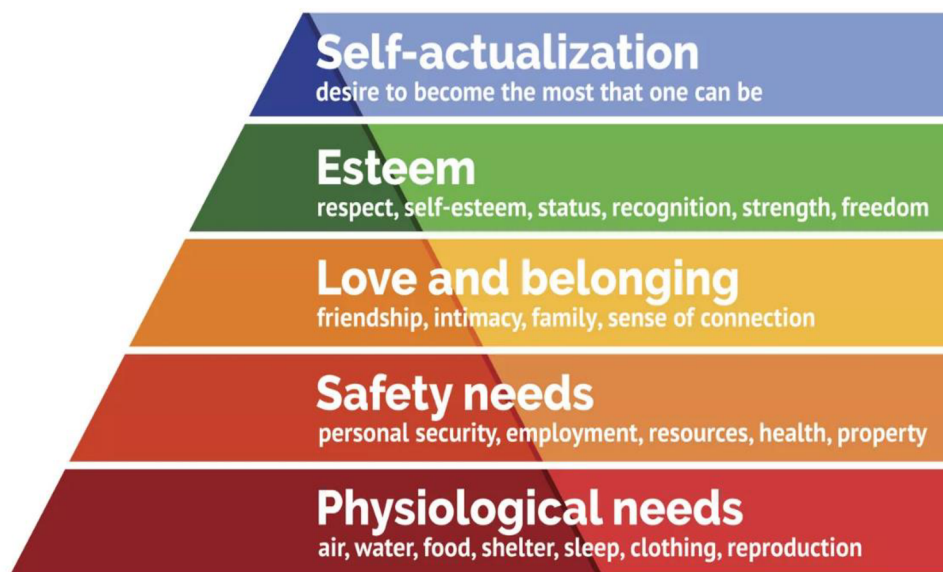 Self-actualization
desire to become the most that one can be
Esteem
respect, self-esteem, status, recognition, strength, freedom
Love and belonging
friendship, intimacy, family, sense of connection
Safety needs
personal security, employment, resources, health, property
Physiological needs
air, water, food, shelter, sleep, clothing, reproduction